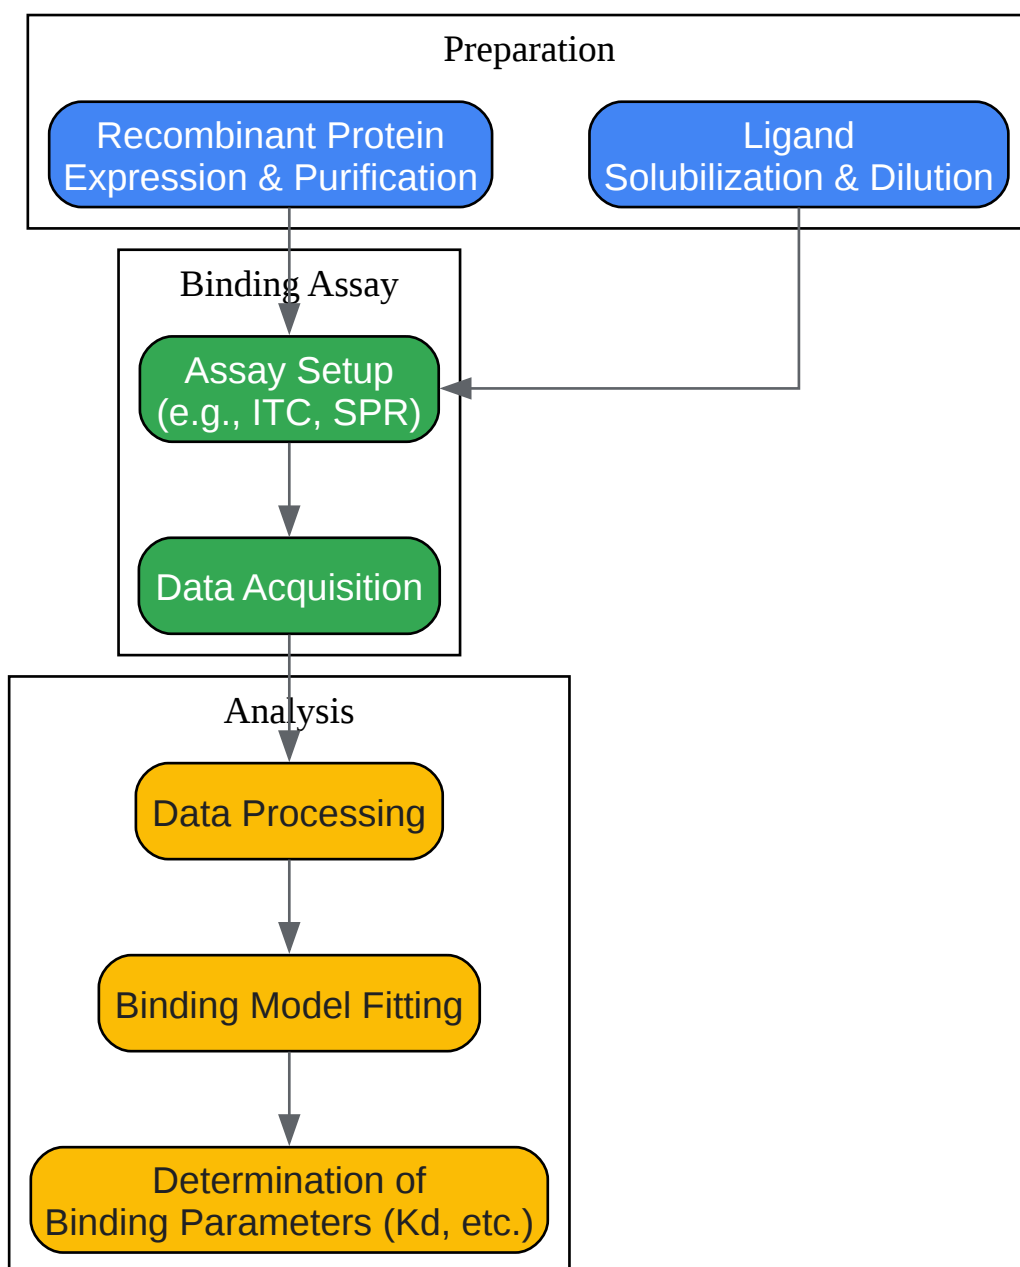 Preparation
Recombinant Protein
Expression & Purification
Ligand
Solubilization & Dilution
Binding Assay
Assay Setup
(e.g., ITC, SPR)
Data Acquisition
Analysis
Data Processing
Binding Model Fitting
Determination of
Binding Parameters (Kd, etc.)